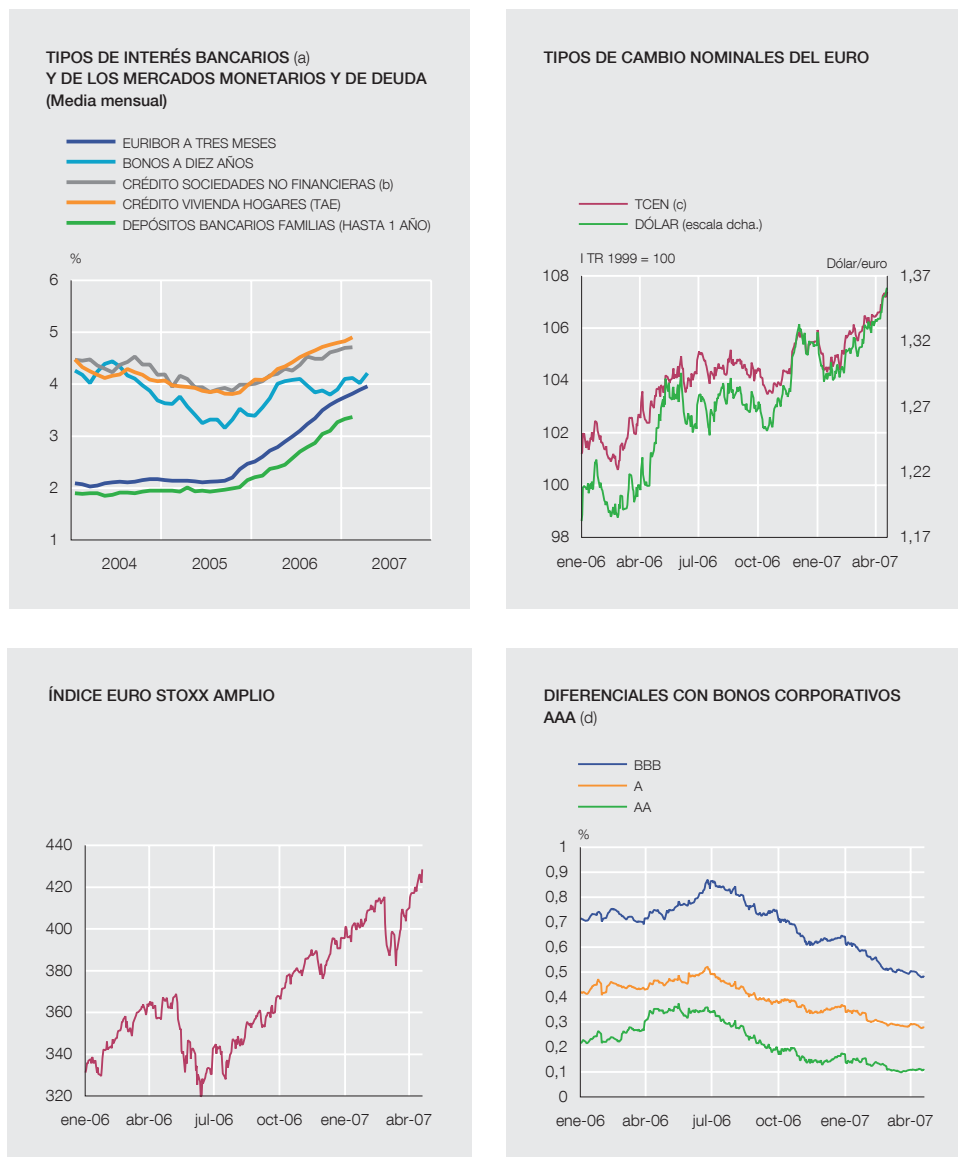 TIPOS DE INTERÉS BANCARIOS (a)
Y DE LOS MERCADOS MONETARIOS Y DE DEUDA
(Media mensual)
EURIBOR A TRES MESES
BONOS A DIEZ AÑOS
CRÉDITO SOCIEDADES NO FINANCIERAS (b)
CRÉDITO VIVIENDA HOGARES (TAE)
DEPÓSITOS BANCARIOS FAMILIAS (HASTA 1 AÑO)
%
6
5
4
3
2
1
2004 2005 2006 2007
TIPOS DE CAMBIO NOMINALES DEL EURO
TCEN (c)
DÓLAR (escala dcha.)
I TR 1999 = 100 Dólar/euro
108 1,37
106 1,32
104 1,27
102
100 1,22
98 1,17
ene-06 abr-06 jul-06 oct-06 ene-07 abr-07
ÍNDICE EURO STOXX AMPLIO
440
420
400
380
360
340
320
ene-06 abr-06 jul-06 oct-06 ene-07 abr-07
DIFERENCIALES CON BONOS CORPORATIVOS
AAA (d)
BBB
A
AA
%
1
0,9
0,8
0,7
0,6
0,5
0,4
0,3
0,2
0,1
0
ene-06 abr-06 jul-06 oct-06 ene-07 abr-07